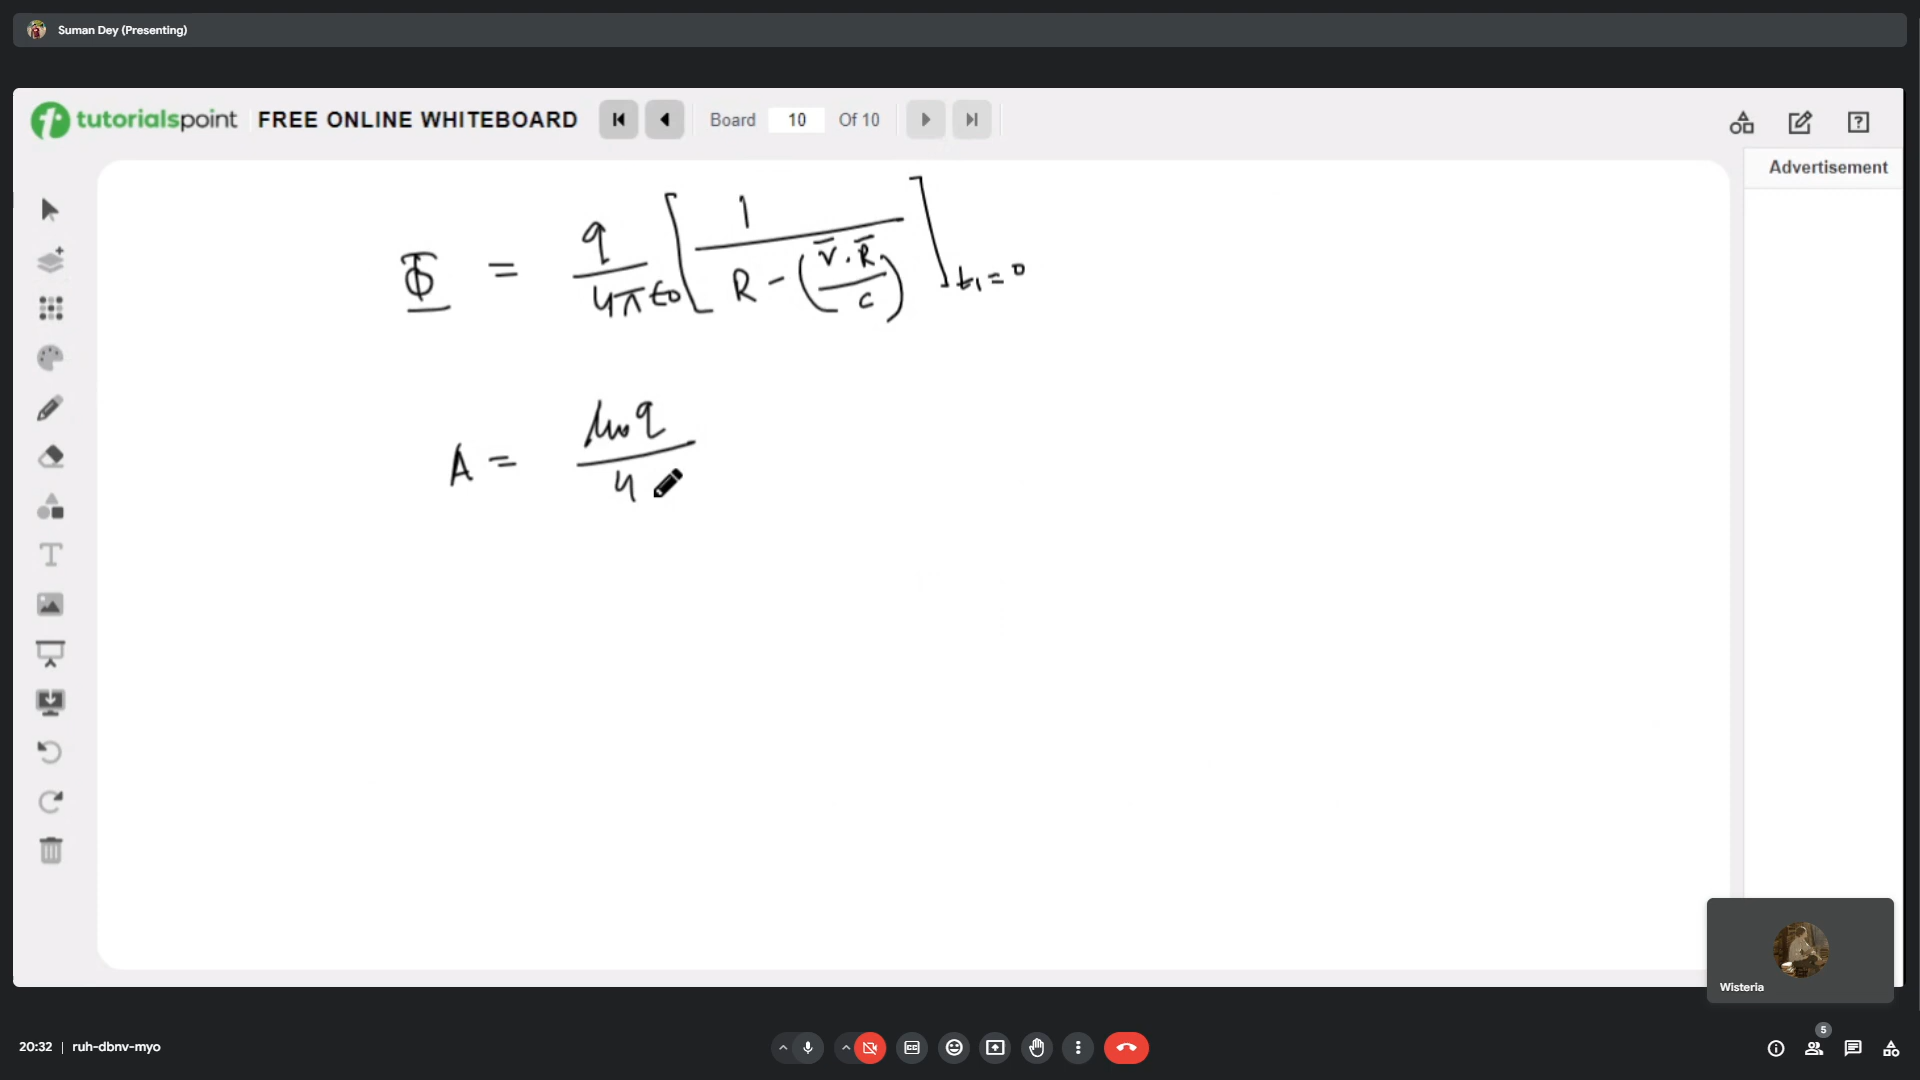 Suman Dey (Presenting)
tutorialspoint FREE ONLINE WHITEBOARD Board 10 Of 10
Advertisement
Φ = q/4πϵ0 [1/(R − (v̄.R̄/c))] t1 = 0
A = μ0 q/4
Wisteria
20:32 | ruh-dbnv-myo
5